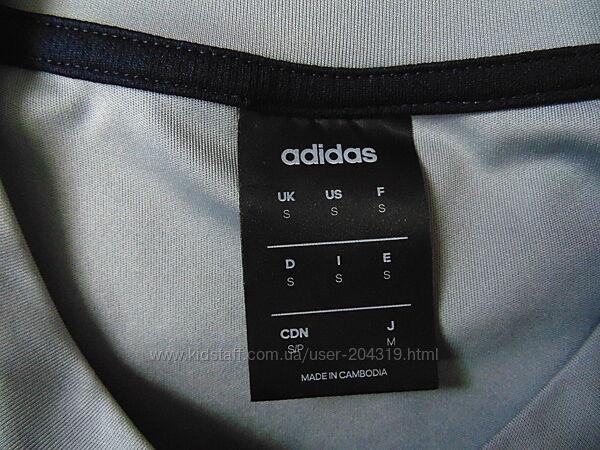 adidas
UK US F
S S S
D I E
S S S
CDN J
S/P M
www.kidstaff.com.ua/user-204319.html
MADE IN CAMBODIA